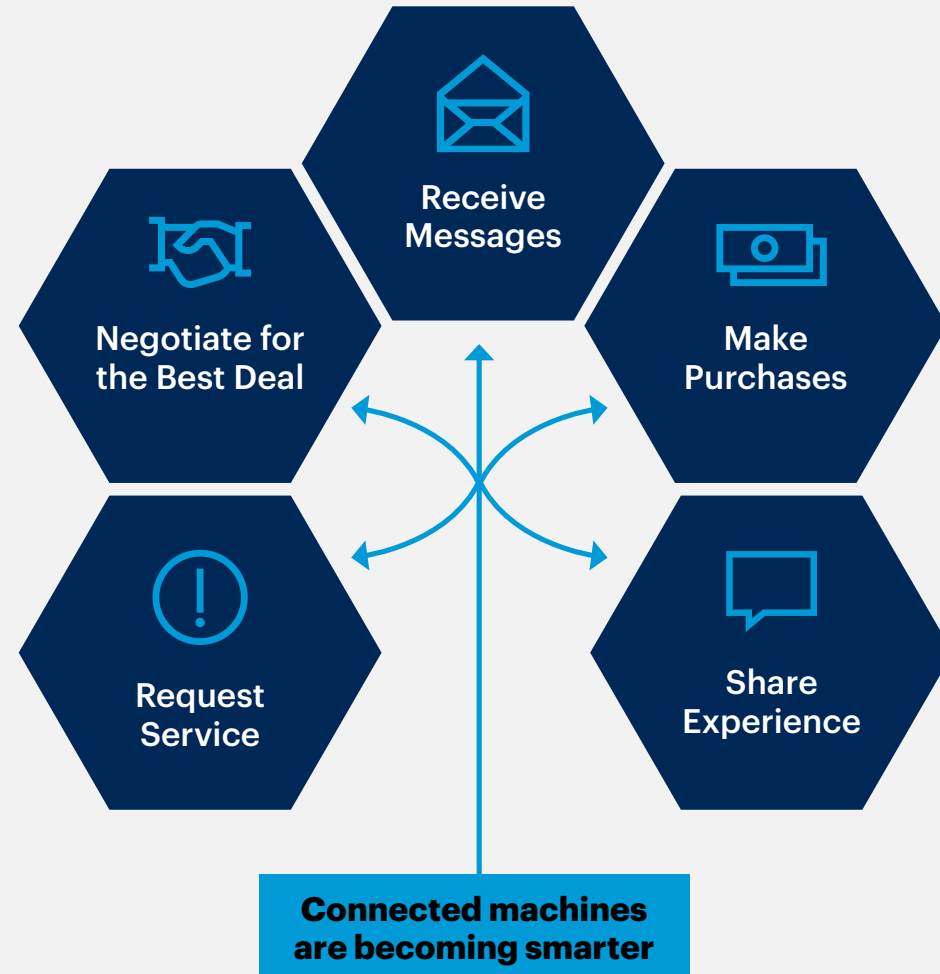 Receive
Messages
Negotiate for
the Best Deal
Make
Purchases
Request
Service
Share
Experience
Connected machines
are becoming smarter